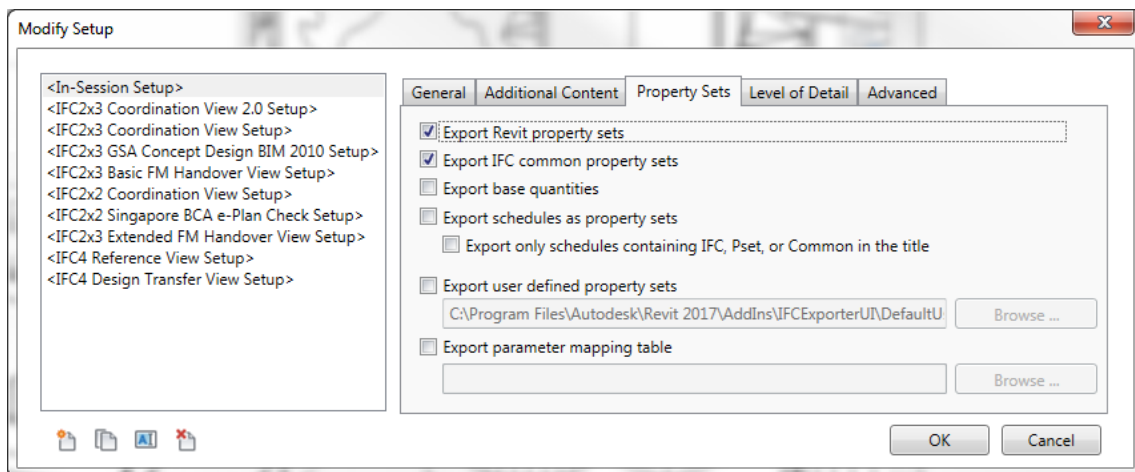 Modify Setup
<In-Session Setup>
<IFC2x3 Coordination View 2.0 Setup>
<IFC2x3 Coordination View Setup>
<IFC2x3 GSA Concept Design BIM 2010 Setup>
<IFC2x3 Basic FM Handover View Setup>
<IFC2x2 Coordination View Setup>
<IFC2x2 Singapore BCA e-Plan Check Setup>
<IFC2x3 Extended FM Handover View Setup>
<IFC4 Reference View Setup>
<IFC4 Design Transfer View Setup>
General Additional Content Property Sets Level of Detail Advanced
Export Revit property sets
Export IFC common property sets
Export base quantities
Export schedules as property sets
Export only schedules containing IFC, Pset, or Common in the title
Export user defined property sets
C:\Program Files\Autodesk\Revit 2017\AddIns\IFCExporterUI\DefaultU Browse ...
Export parameter mapping table
Browse ...
OK Cancel